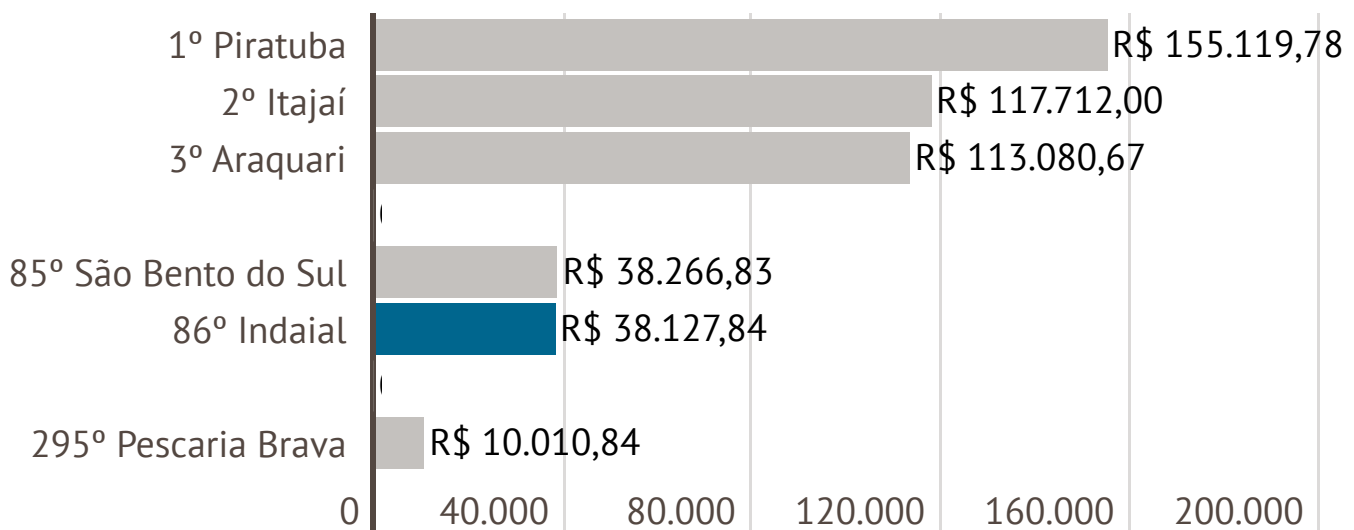 1º Piratuba R$ 155.119,78
2º Itajaí R$ 117.712,00
3º Araquari R$ 113.080,67
85º São Bento do Sul R$ 38.266,83
86º Indaial R$ 38.127,84
295º Pescaria Brava R$ 10.010,84
0 40.000 80.000 120.000 160.000 200.000